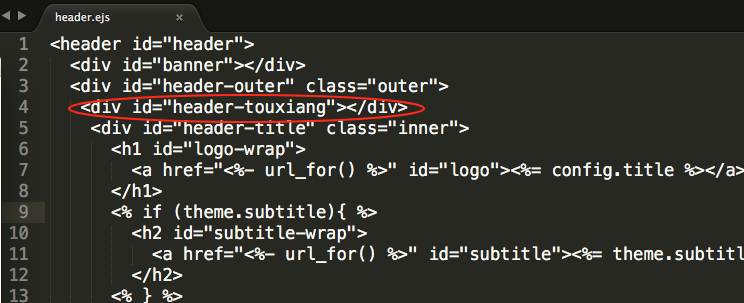 header.ejs ×
1 <header id="header">
2 <div id="banner"></div>
3 <div id="header-outer" class="outer">
4 <div id="header-touxiang"></div>
5 <div id="header-title" class="inner">
6 <h1 id="logo-wrap">
7 <a href="<%- url_for() %>" id="logo"><%= config.title %></a>
8 </h1>
9 <% if (theme.subtitle){ %>
10 <h2 id="subtitle-wrap">
11 <a href="<%- url_for() %>" id="subtitle"><%= theme.subtitl
12 </h2>
13 <% } %>